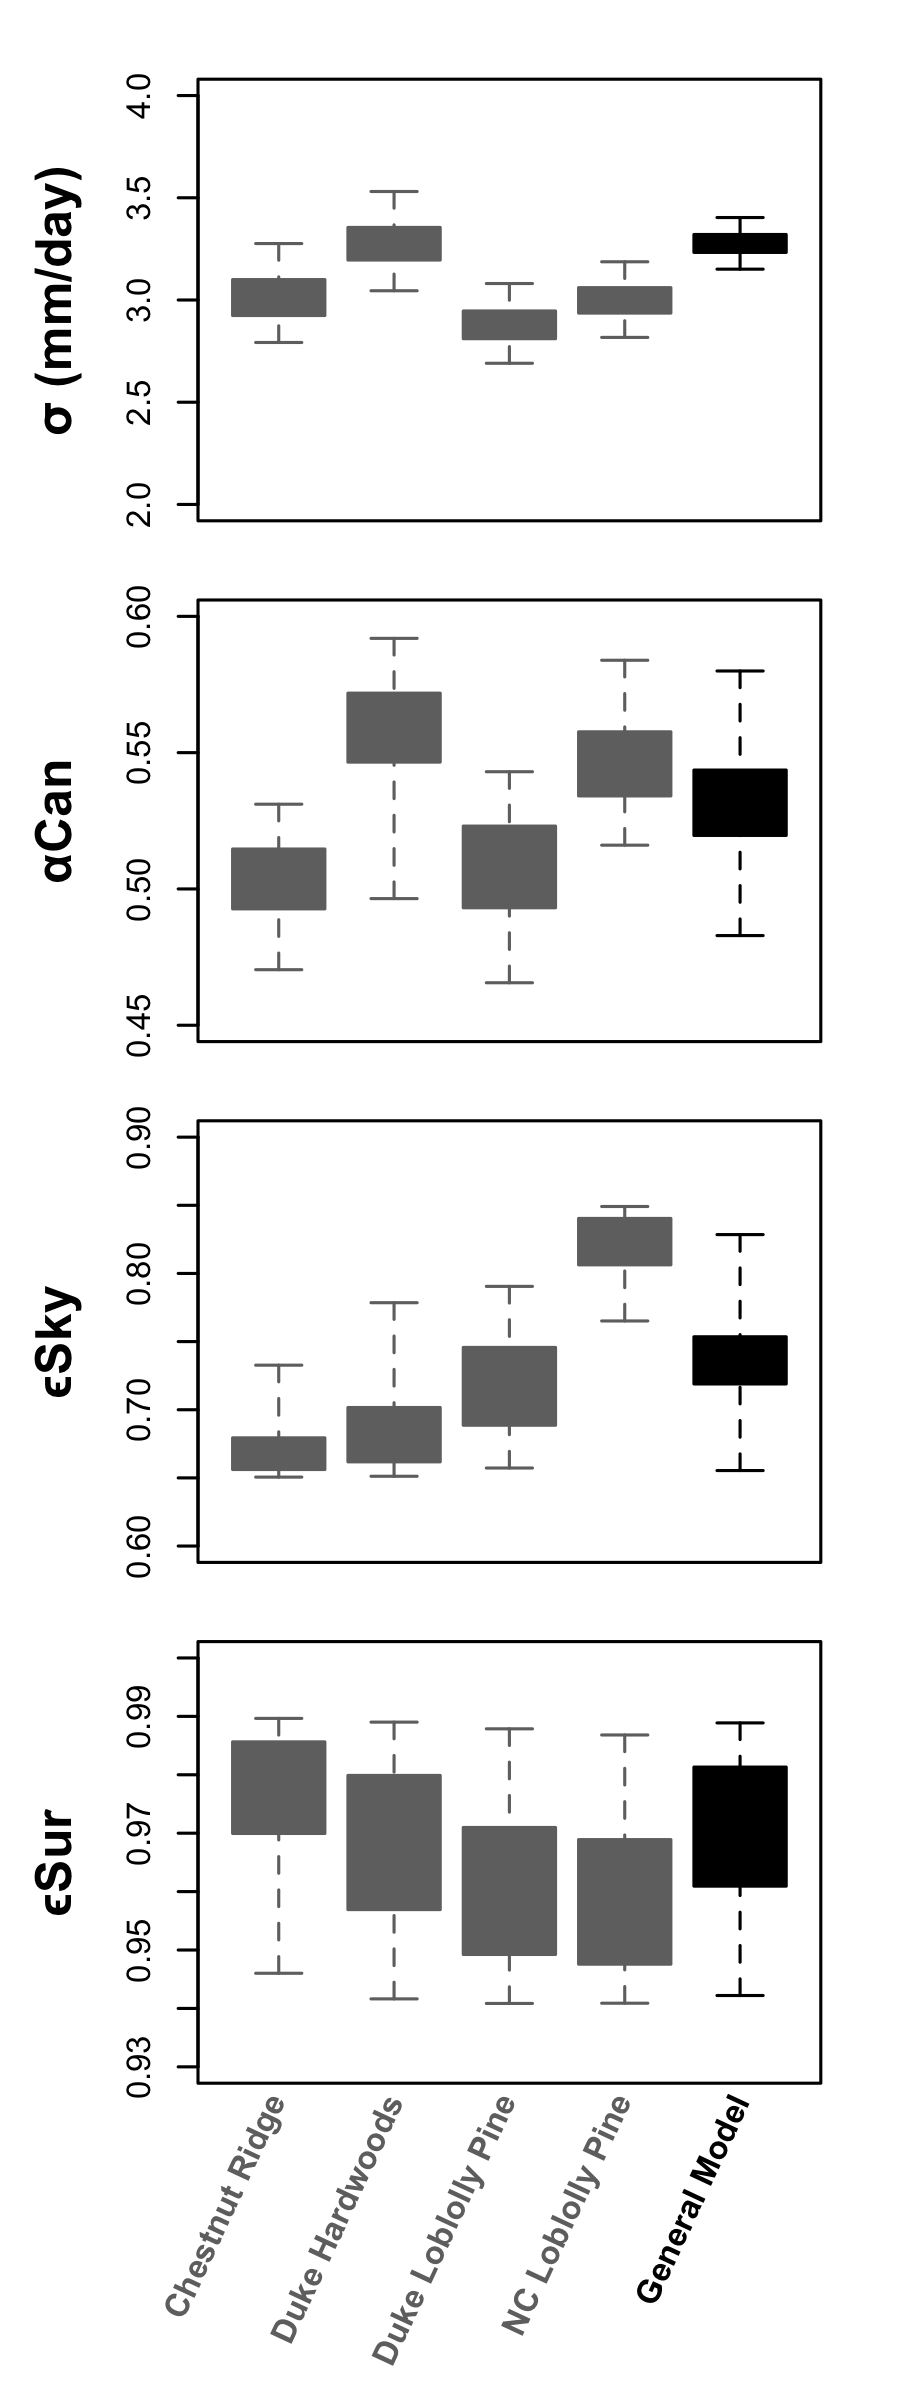 σ (mm/day)
4.0
3.5
3.0
2.5
2.0
αCan
0.60
0.55
0.50
0.45
ϵSky
0.90
0.80
0.70
0.60
ϵSur
0.99
0.97
0.95
0.93
Chestnut Ridge
Duke Hardwoods
Duke Loblolly Pine
NC Loblolly Pine
General Model